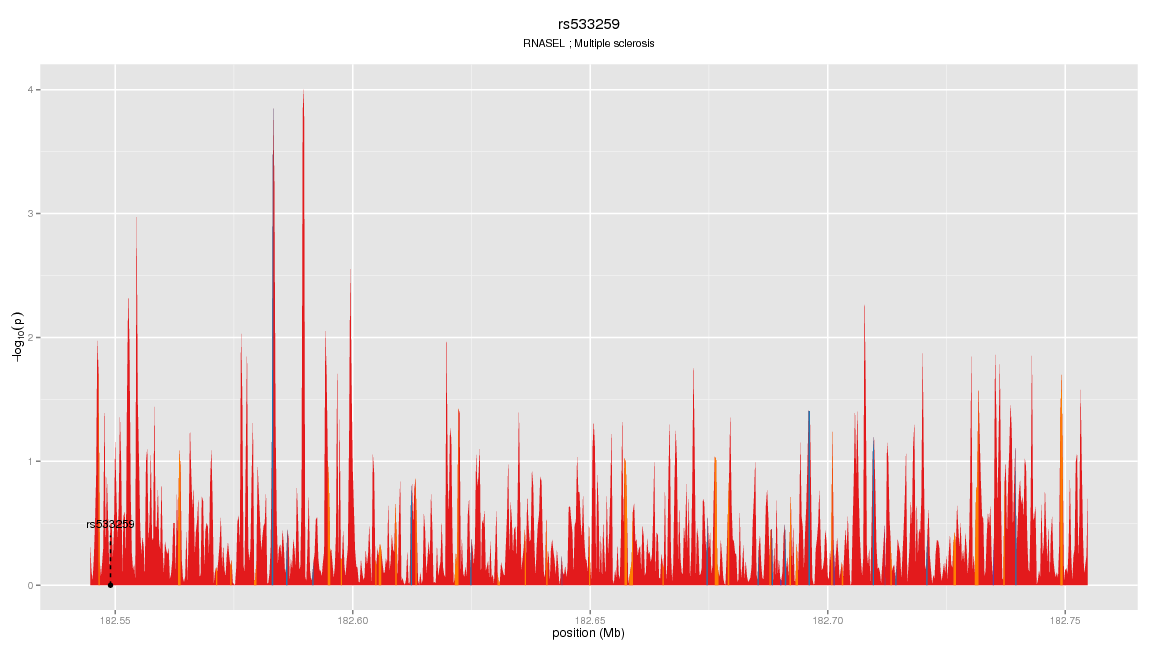 rs533259
RNASEL ; Multiple sclerosis
−log10(p)
4
3
2
1
0
rs533259
182.55
182.60
182.65
182.70
182.75
position (Mb)